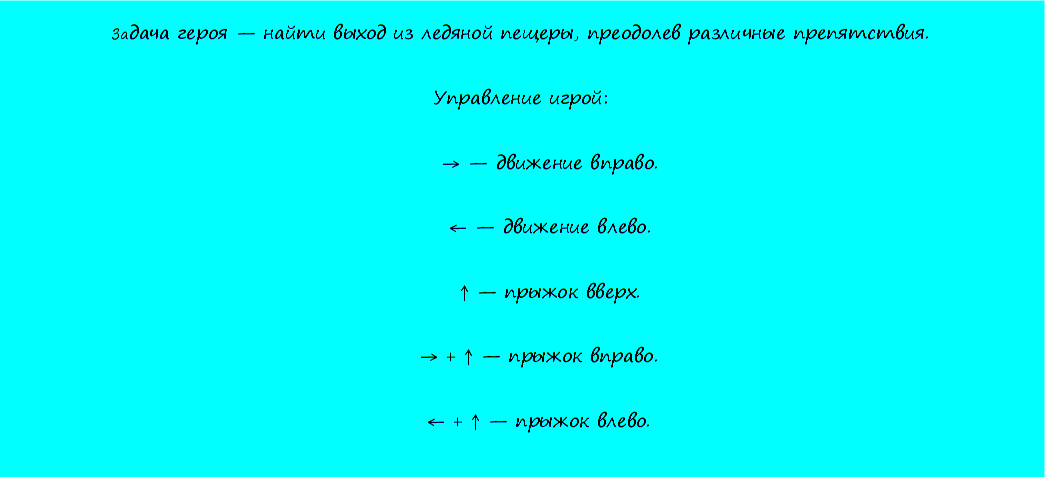 Задача героя — найти выход из ледяной пещеры, преодолев различные препятствия.
Управление игрой:
→ — движение вправо.
← — движение влево.
↑ — прыжок вверх.
→ + ↑ — прыжок вправо.
← + ↑ — прыжок влево.